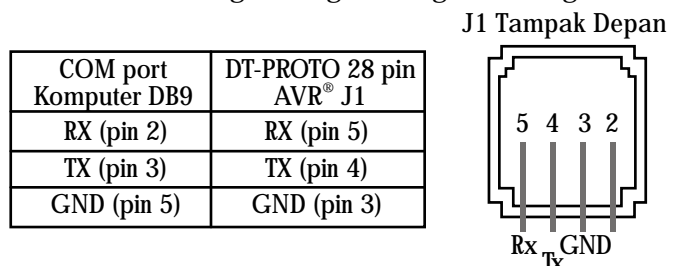 J1 Tampak Depan
COM port DT-PROTO 28 pin
Komputer DB9 AVR® J1
RX (pin 2) RX (pin 5)
TX (pin 3) TX (pin 4)
GND (pin 5) GND (pin 3)
5 4 3 2
Rx Tx GND